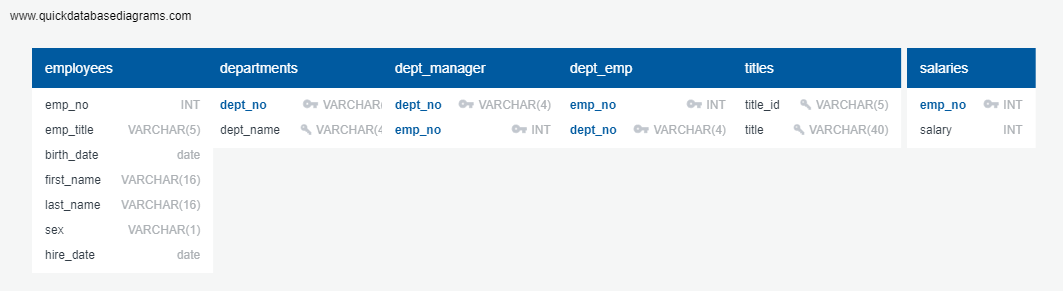 www.quickdatabasediagrams.com
employees
emp_no INT
emp_title VARCHAR(5)
birth_date date
first_name VARCHAR(16)
last_name VARCHAR(16)
sex VARCHAR(1)
hire_date date
departments
dept_no VARCHAR(
dept_name VARCHAR(4
dept_manager
dept_no VARCHAR(4)
emp_no INT
dept_emp
emp_no INT
dept_no VARCHAR(4)
titles
title_id VARCHAR(5)
title VARCHAR(40)
salaries
emp_no INT
salary INT